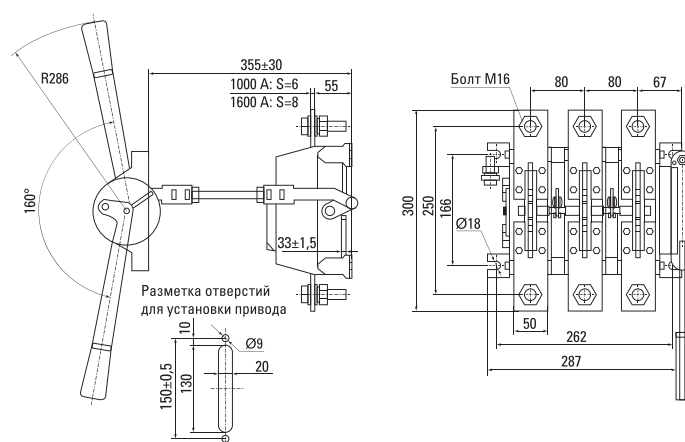 R286
160°
355±30
1000 A: S=6
1600 A: S=8
55
33±1,5
Разметка отверстий
для установки привода
10
Ø9
20
150±0,5
130
Болт М16
80
80
67
300
250
166
Ø18
50
262
287